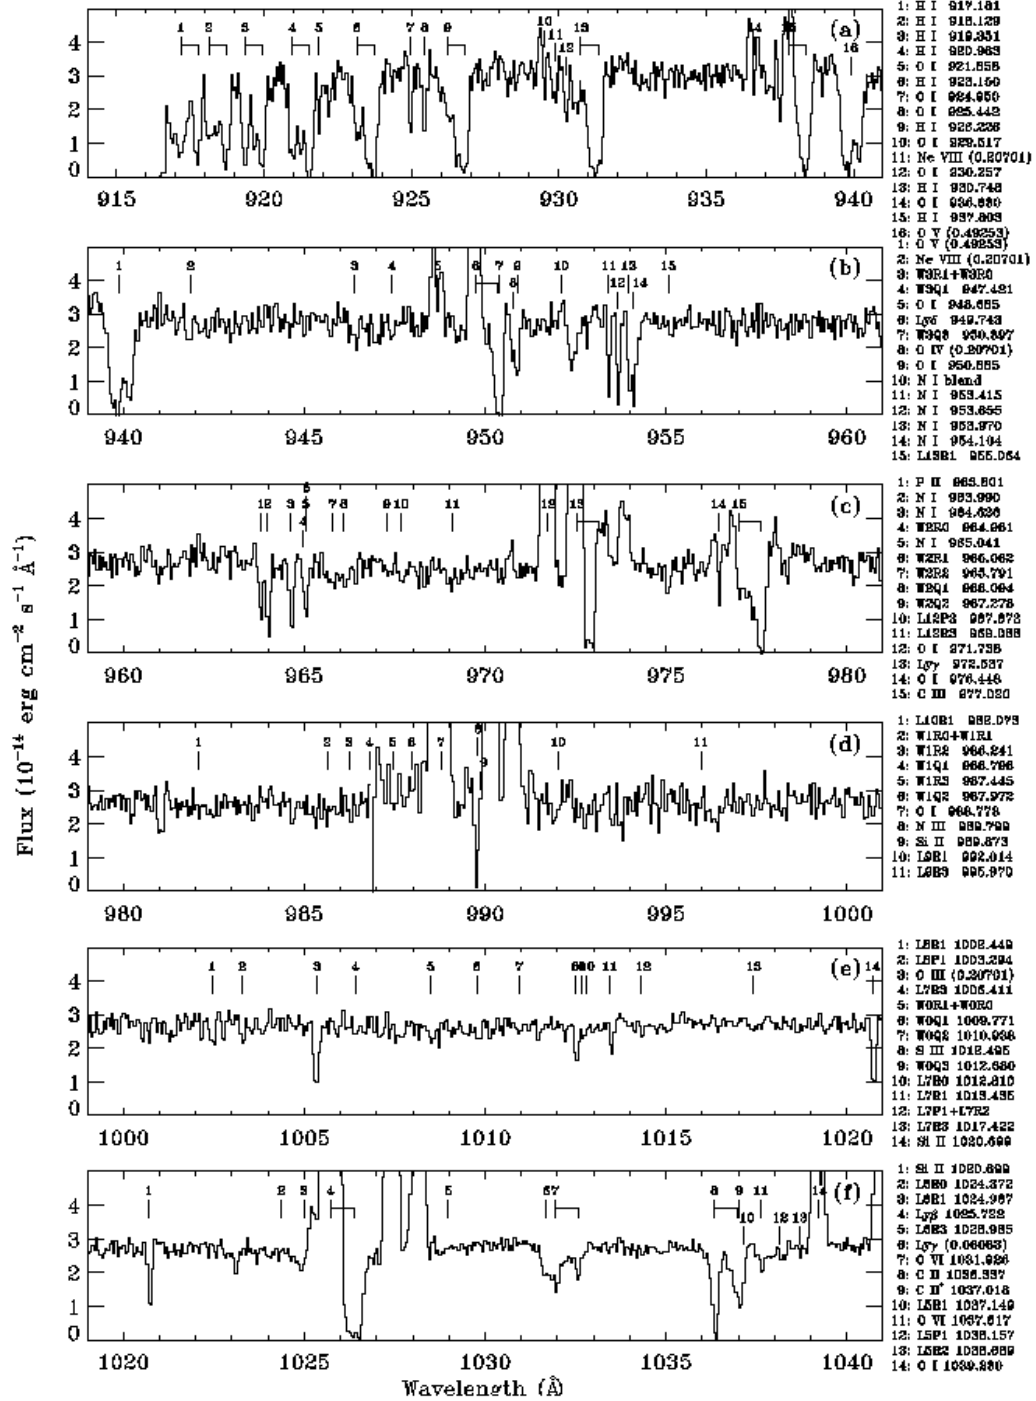 (a)
1: H I 917.181
2: H I 918.129
3: H I 919.351
4: H I 920.963
5: O I 921.858
6: H I 923.150
7: O I 924.950
8: O I 925.442
9: H I 926.226
10: O I 929.517
11: Ne VIII (0.20701)
12: O I 930.257
13: H I 930.748
14: O I 936.630
15: H I 937.803
16: O V (0.49253)
915 920 925 930 935 940
(b)
1: O V (0.49253)
2: Ne VIII (0.20701)
3: W3R1+W3R0
4: W3Q1 947.421
5: O I 948.685
6: Lyδ 949.743
7: W3Q3 950.397
8: O IV (0.20701)
9: O I 950.885
10: N I blend
11: N I 953.415
12: N I 953.655
13: N I 953.970
14: N I 954.104
15: L13R1 955.064
940 945 950 955 960
(c)
1: P II 963.801
2: N I 963.990
3: N I 964.626
4: W2R0 964.981
5: N I 965.041
6: W2R1 965.062
7: W2R2 965.791
8: W2Q1 966.094
9: W2Q2 967.278
10: L12P2 967.673
11: L12R3 969.088
12: O I 971.738
13: Lyγ 972.537
14: O I 976.448
15: C III 977.020
960 965 970 975 980
(d)
1: L10R1 982.073
2: W1R0+W1R1
3: W1R2 986.241
4: W1Q1 986.796
5: W1R3 987.445
6: W1Q2 987.972
7: O I 988.773
8: N III 989.799
9: Si II 989.873
10: L9R1 992.014
11: L9R3 995.970
980 985 990 995 1000
(e)
1: L8R1 1002.449
2: L8P1 1003.294
3: O III (0.20701)
4: L7R3 1006.411
5: W0R1+W0R0
6: W0Q1 1009.771
7: W0Q2 1010.938
8: S III 1012.495
9: W0Q3 1012.680
10: L7R0 1012.810
11: L7R1 1013.435
12: L7P1+L7R2
13: L7R3 1017.422
14: Si II 1020.699
1000 1005 1010 1015 1020
(f)
1: Si II 1020.699
2: L6R0 1024.372
3: L6R1 1024.987
4: Lyβ 1025.722
5: L6R3 1028.985
6: Lyγ (0.06063)
7: O VI 1031.926
8: C II 1036.337
9: C II* 1037.018
10: L5R1 1037.149
11: O VI 1037.617
12: L5P1 1038.157
13: L5R2 1038.689
14: O I 1039.230
1020 1025 1030 1035 1040
Wavelength (Å)
Flux (10⁻¹⁴ erg cm⁻² s⁻¹ Å⁻¹)